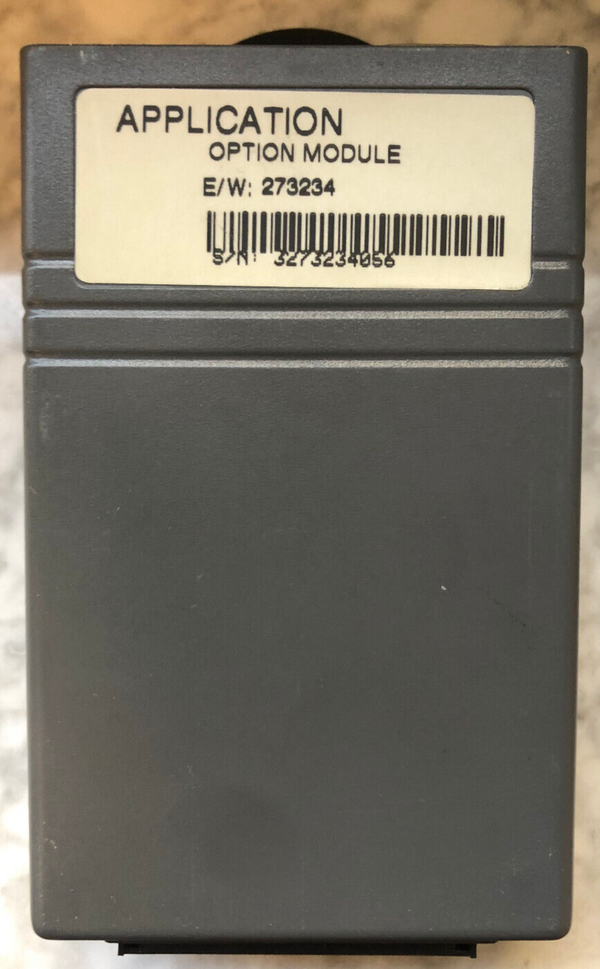 APPLICATION
OPTION MODULE
E/W: 273234
S/N: 3273234056